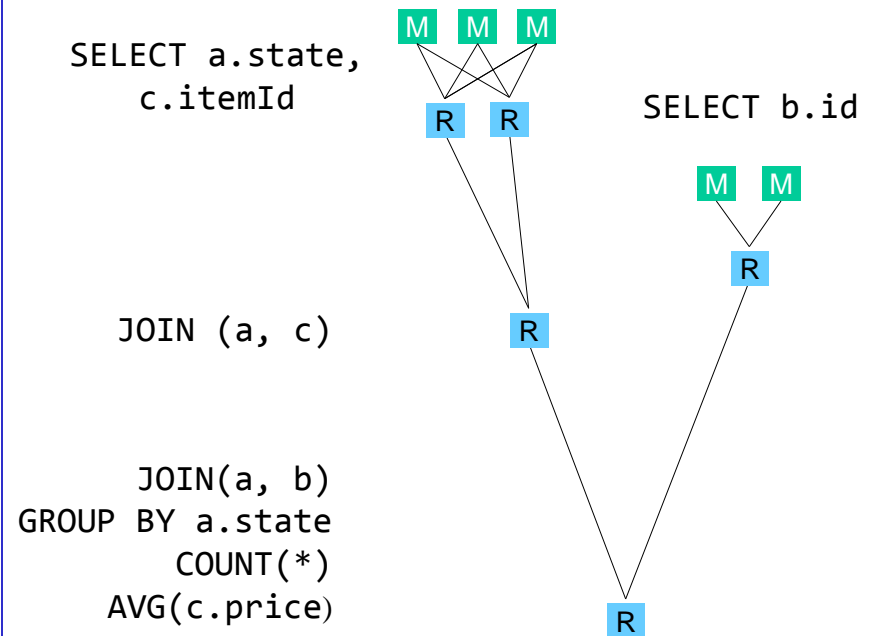 M M M
SELECT a.state,
c.itemId
R R
SELECT b.id
M M
R
JOIN (a, c)
R
JOIN(a, b)
GROUP BY a.state
COUNT(*)
AVG(c.price)
R